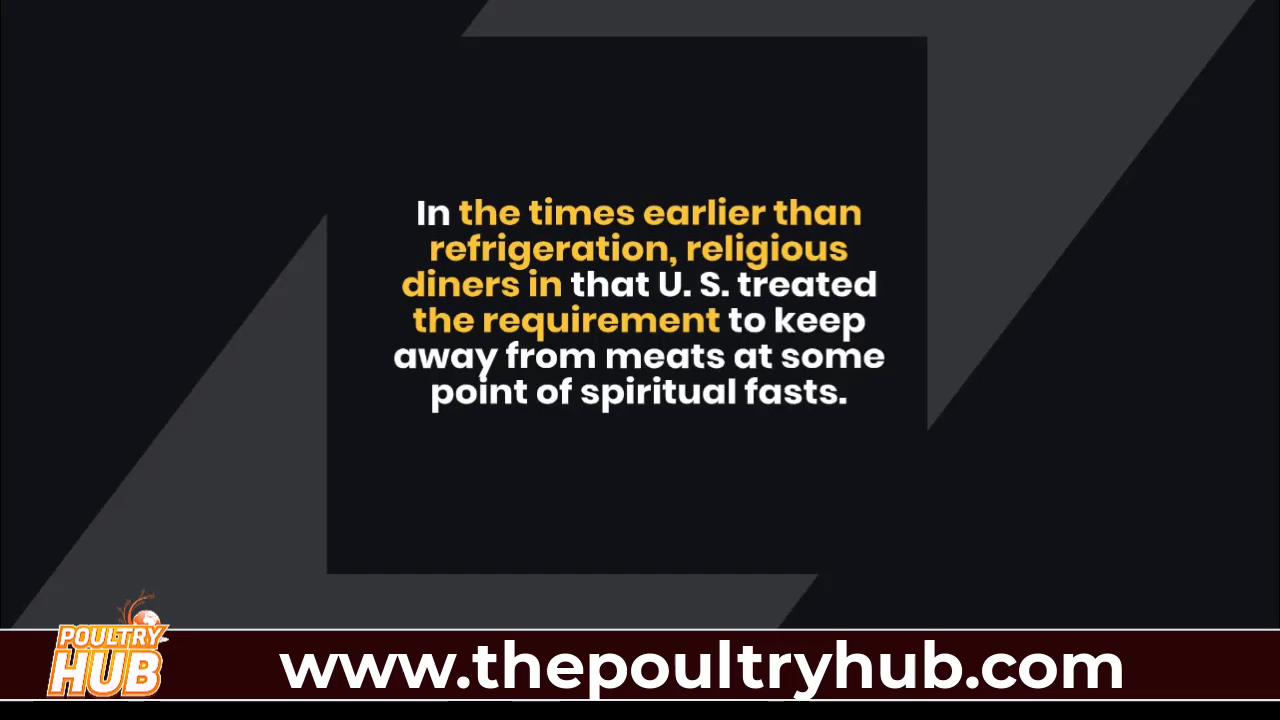 In the times earlier than
refrigeration, religious
diners in that U. S. treated
the requirement to keep
away from meats at some
point of spiritual fasts.
POULTRY
HUB
www.thepoultryhub.com